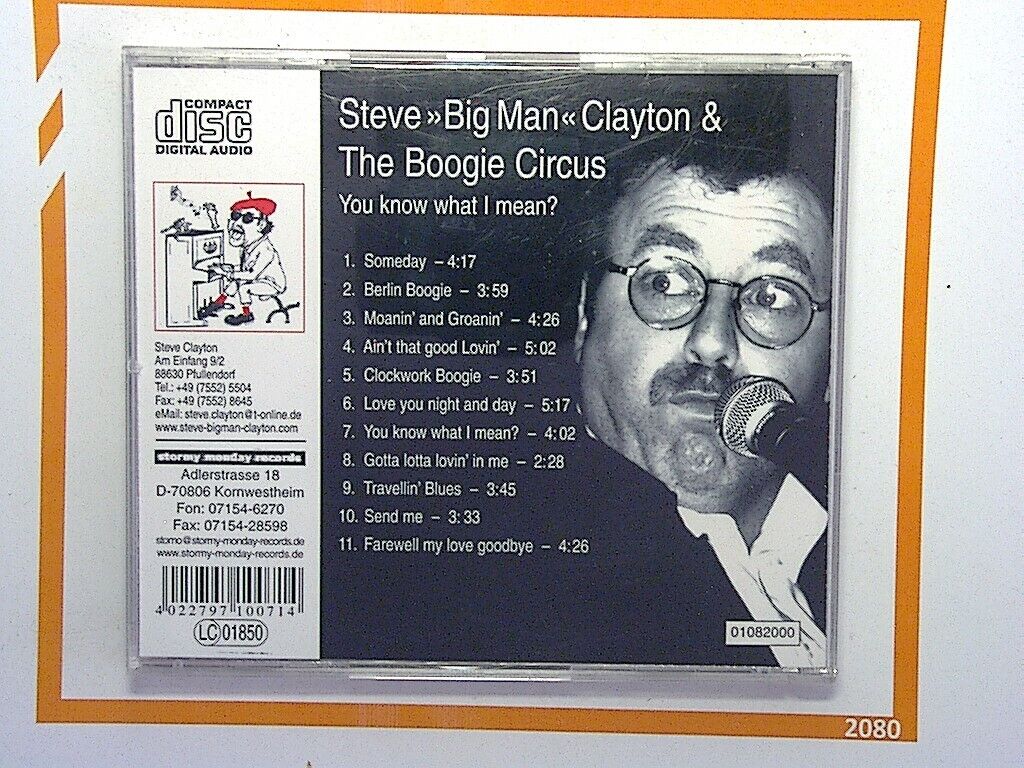 COMPACT
disc
DIGITAL AUDIO
Steve Clayton
Am Einfang 9/2
88630 Pfullendorf
Tel.: +49 (7552) 5504
Fax: +49 (7552) 8645
eMail: steve.clayton@t-online.de
www.steve-bigman-clayton.com
stormy monday records
Adlerstrasse 18
D-70806 Kornwestheim
Fon: 07154-6270
Fax: 07154-28598
stomo@stormy-monday-records.de
www.stormy-monday-records.de
4 022797 100714
LC 01850
Steve »Big Man« Clayton &
The Boogie Circus
You know what I mean?
1. Someday – 4:17
2. Berlin Boogie – 3:59
3. Moanin' and Groanin' – 4:26
4. Ain't that good Lovin' – 5:02
5. Clockwork Boogie – 3:51
6. Love you night and day – 5:17
7. You know what I mean? – 4:02
8. Gotta lotta lovin' in me – 2:28
9. Travellin' Blues – 3:45
10. Send me – 3:33
11. Farewell my love goodbye – 4:26
01082000
2080